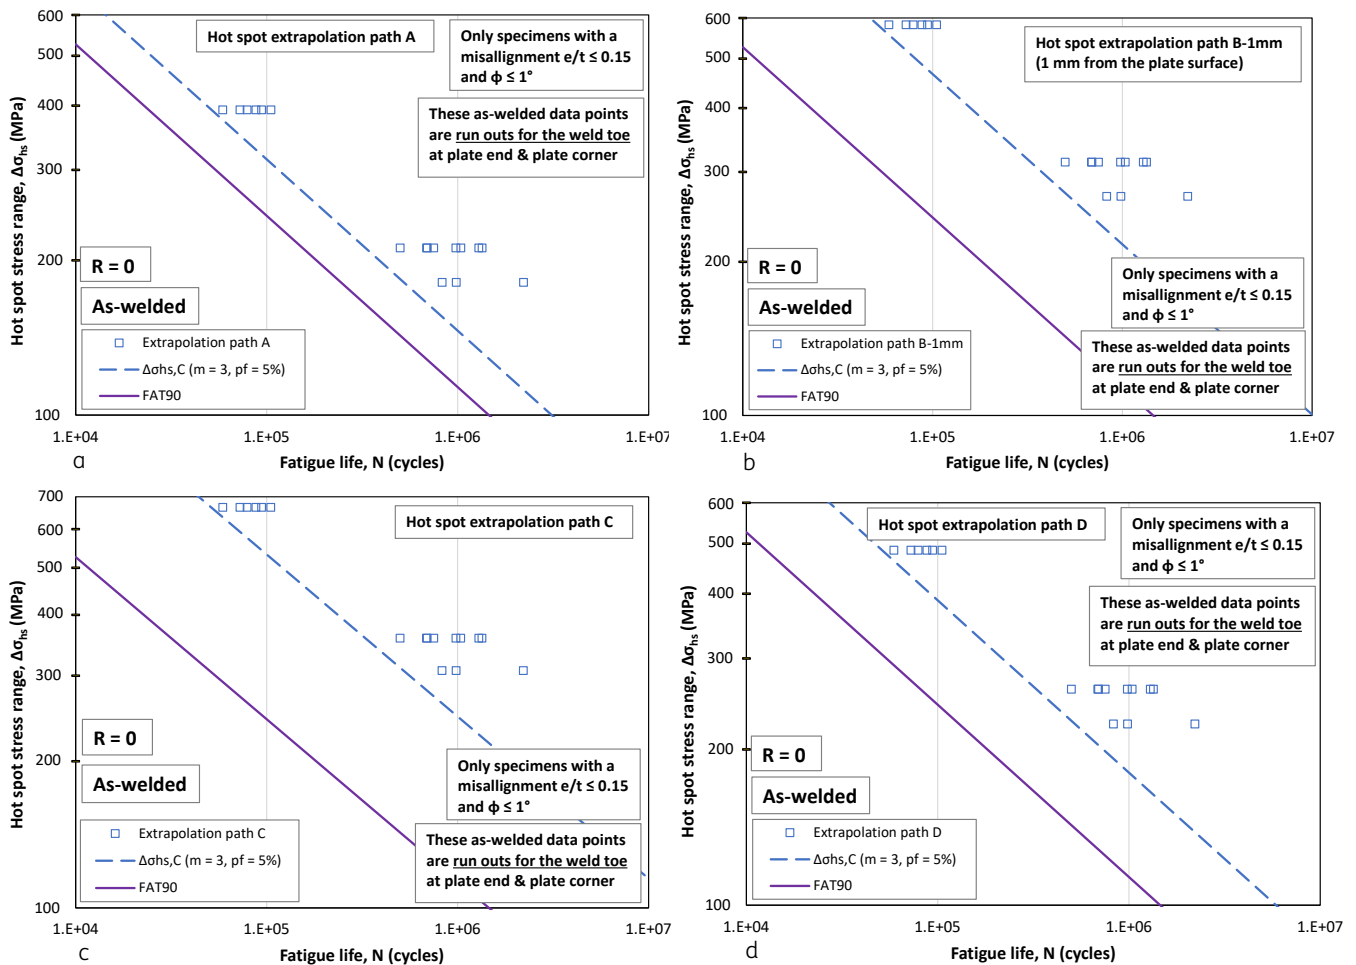 600
500
400
300
200
100
Hot spot stress range, Δσhs (MPa)
Hot spot extrapolation path A
Only specimens with a
misallignment e/t ≤ 0.15
and ϕ ≤ 1°
These as-welded data points
are run outs for the weld toe
at plate end & plate corner
R = 0
As-welded
Extrapolation path A
Δσhs,C (m = 3, pf = 5%)
FAT90
1.E+04 1.E+05 1.E+06 1.E+07
Fatigue life, N (cycles)
a
600
500
400
300
200
100
Hot spot stress range, Δσhs (MPa)
Hot spot extrapolation path B-1mm
(1 mm from the plate surface)
R = 0
As-welded
Only specimens with a
misallignment e/t ≤ 0.15
and ϕ ≤ 1°
These as-welded data points
are run outs for the weld toe
at plate end & plate corner
Extrapolation path B-1mm
Δσhs,C (m = 3, pf = 5%)
FAT90
1.E+04 1.E+05 1.E+06 1.E+07
Fatigue life, N (cycles)
b
700
600
500
400
300
200
100
Hot spot stress range, Δσhs (MPa)
Hot spot extrapolation path C
R = 0
As-welded
Only specimens with a
misallignment e/t ≤ 0.15
and ϕ ≤ 1°
These as-welded data points
are run outs for the weld toe
at plate end & plate corner
Extrapolation path C
Δσhs,C (m = 3, pf = 5%)
FAT90
1.E+04 1.E+05 1.E+06 1.E+07
Fatigue life, N (cycles)
c
600
500
400
300
200
100
Hot spot stress range, Δσhs (MPa)
Hot spot extrapolation path D
Only specimens with a
misallignment e/t ≤ 0.15
and ϕ ≤ 1°
These as-welded data points
are run outs for the weld toe
at plate end & plate corner
R = 0
As-welded
Extrapolation path D
Δσhs,C (m = 3, pf = 5%)
FAT90
1.E+04 1.E+05 1.E+06 1.E+07
Fatigue life, N (cycles)
d